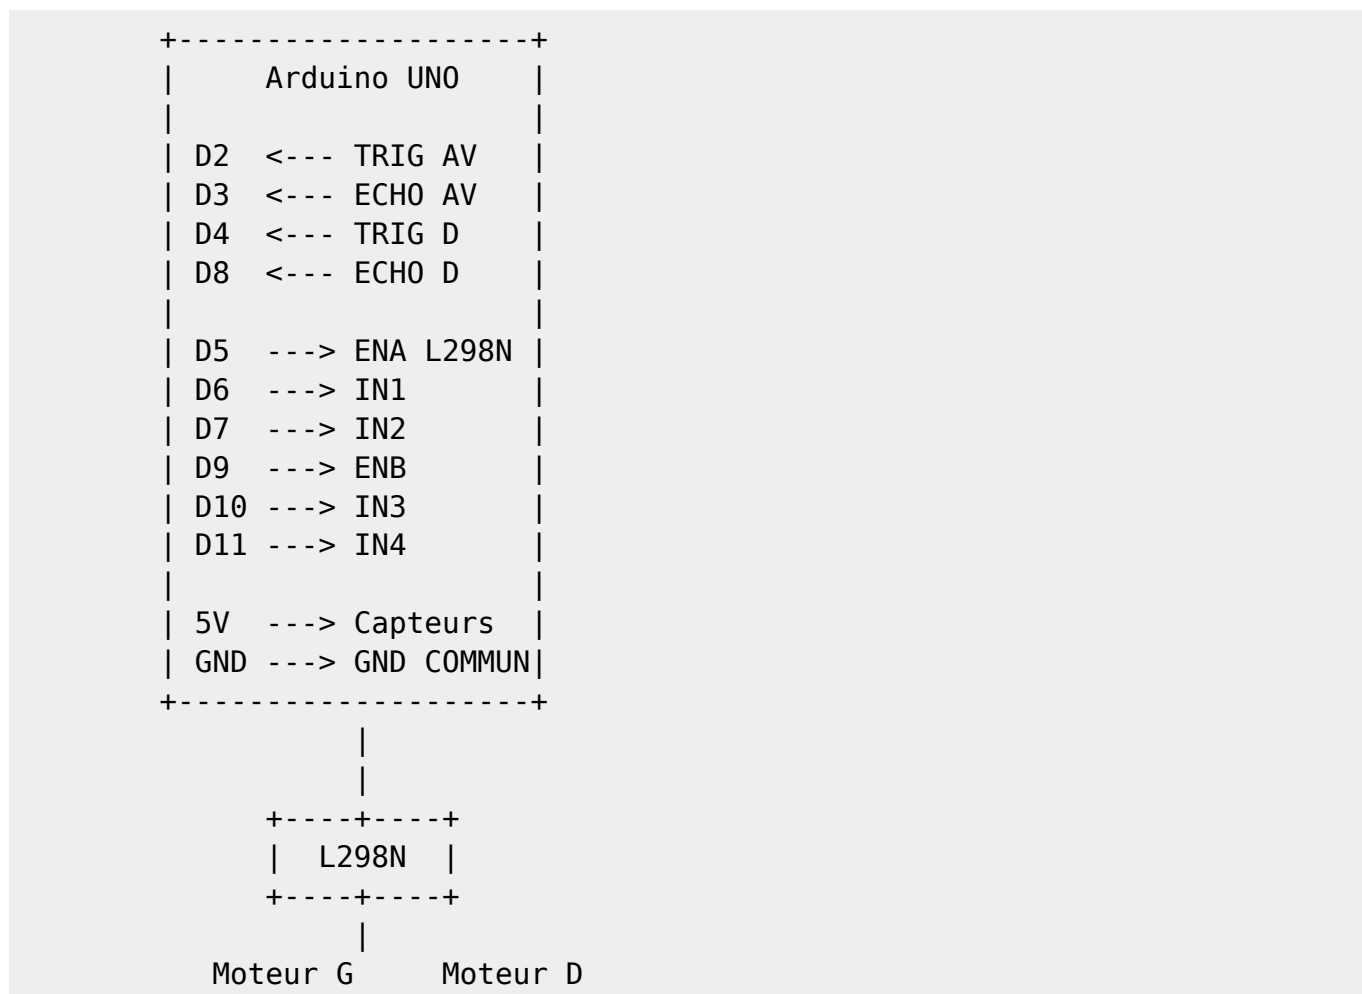 +--------------------+
|     Arduino UNO    |
|                    |
| D2  <--- TRIG AV   |
| D3  <--- ECHO AV   |
| D4  <--- TRIG D    |
| D8  <--- ECHO D    |
|                    |
| D5  ---> ENA L298N |
| D6  ---> IN1       |
| D7  ---> IN2       |
| D9  ---> ENB       |
| D10 ---> IN3       |
| D11 ---> IN4       |
|                    |
| 5V  ---> Capteurs  |
| GND ---> GND COMMUN|
+--------------------+
           |
           |
      +----+----+
      |  L298N  |
      +----+----+
           |
   Moteur G     Moteur D